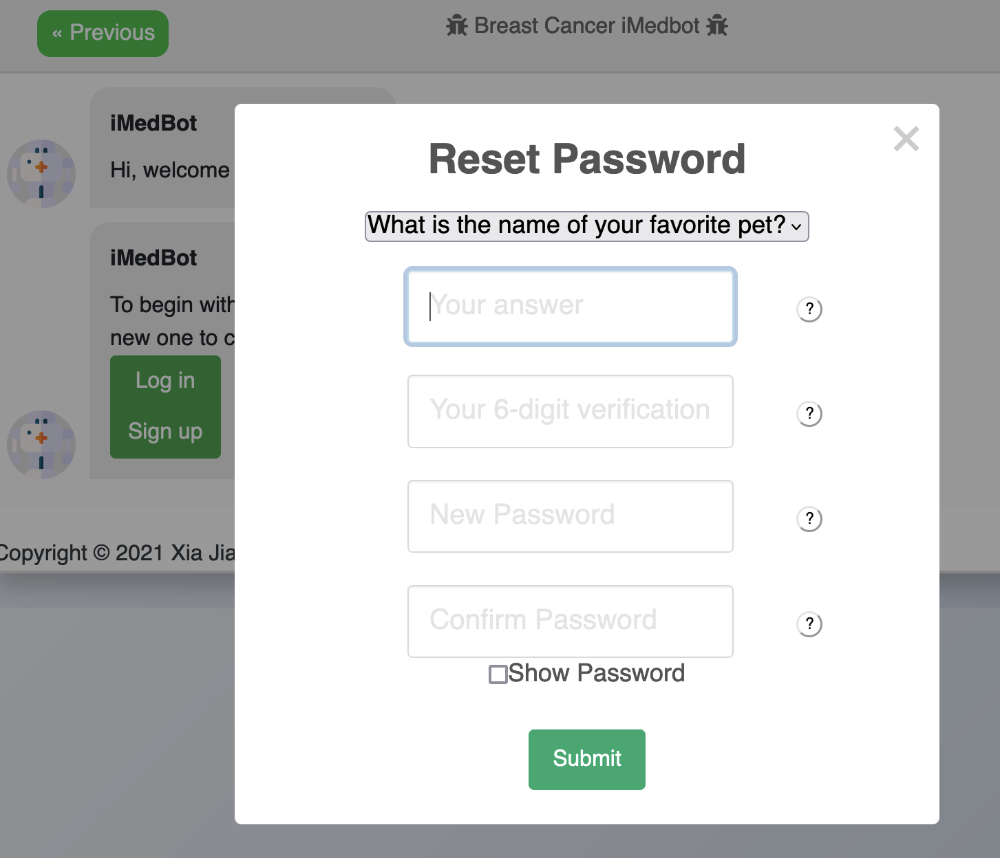 « Previous
Breast Cancer iMedbot
iMedBot
Hi, welcome
iMedBot
To begin with
new one to c
Log in
Sign up
Copyright © 2021 Xia Jia
×
Reset Password
What is the name of your favorite pet?
Your answer
?
Your 6-digit verification
?
New Password
?
Confirm Password
?
Show Password
Submit